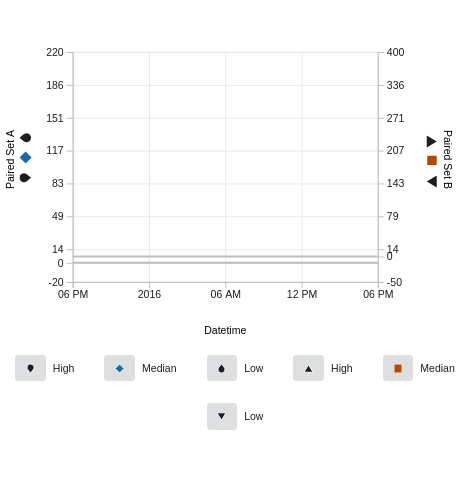 220 400
186 336
151 271
117 207
83 143
49 79
14 14
0 0
-20 -50
Paired Set A
Paired Set B
06 PM 2016 06 AM 12 PM 06 PM
Datetime
High Median Low High Median
Low